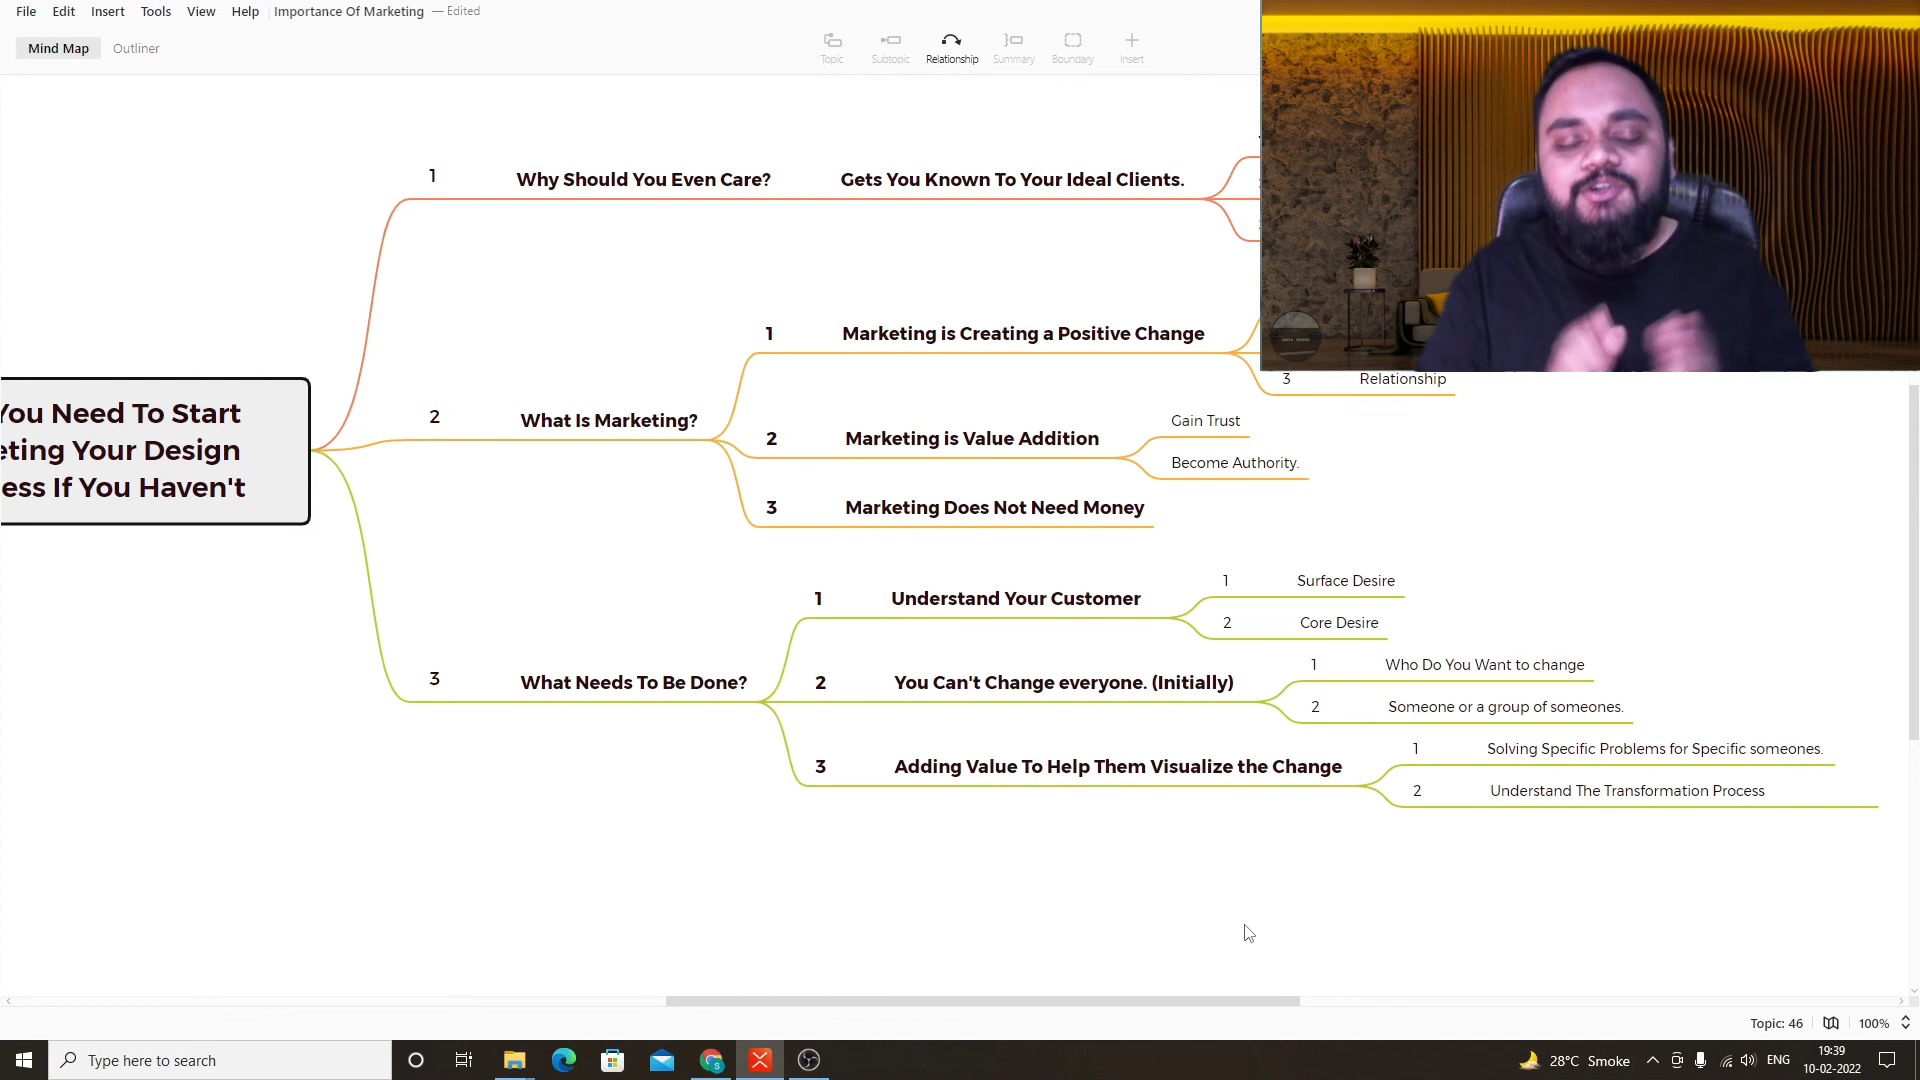 File Edit Insert Tools View Help Importance Of Marketing — Edited
Mind Map Outliner
Topic Subtopic Relationship Summary Boundary Insert
1 Why Should You Even Care? Gets You Known To Your Ideal Clients.
1 Marketing is Creating a Positive Change
3 Relationship
You Need To Start
eting Your Design
ess If You Haven't
2 What Is Marketing?
Gain Trust
2 Marketing is Value Addition
Become Authority.
3 Marketing Does Not Need Money
1 Surface Desire
1 Understand Your Customer
2 Core Desire
1 Who Do You Want to change
3 What Needs To Be Done?
2 You Can't Change everyone. (Initially)
2 Someone or a group of someones.
1 Solving Specific Problems for Specific someones.
3 Adding Value To Help Them Visualize the Change
2 Understand The Transformation Process
Topic: 46 100%
Type here to search
28°C Smoke ENG
19:39
10-02-2022